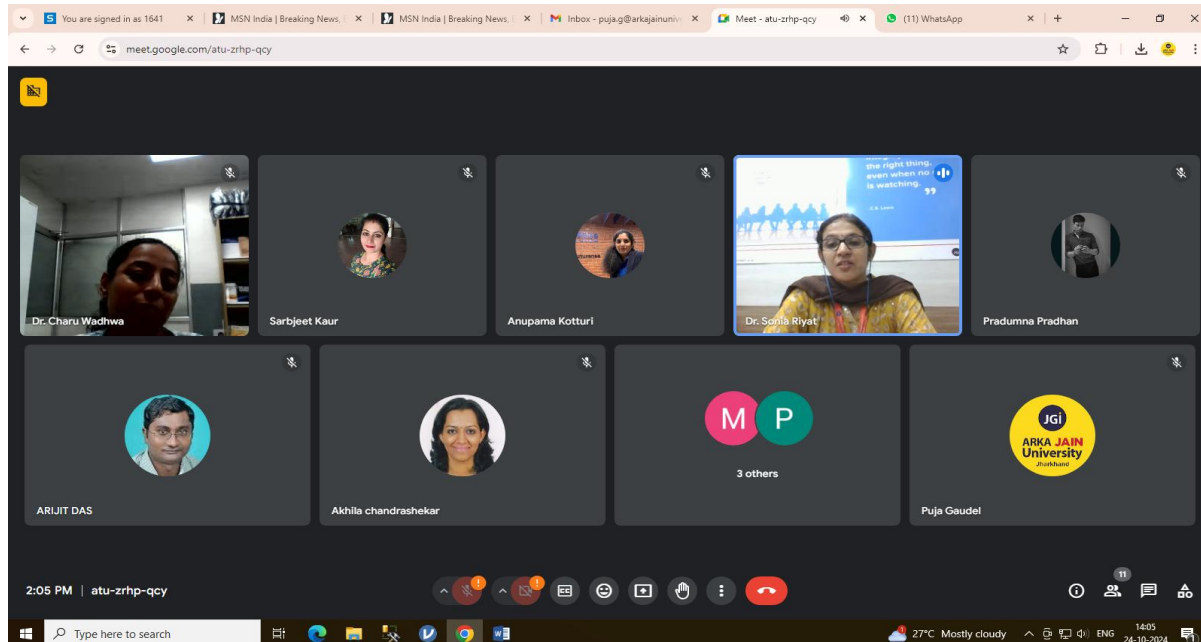 You are signed in as 1641
MSN India | Breaking News,
MSN India | Breaking News,
Inbox - puja.g@arkajainuniv
Meet - atu-zrhp-qcy
(11) WhatsApp
meet.google.com/atu-zrhp-qcy
the right thing,
even when no
is watching.
Dr. Charu Wadhwa
Sarbjeet Kaur
Anupama Kotturi
Dr. Sonia Riyat
Pradumna Pradhan
M P
JGi
ARKA JAIN
University
Jharkhand
3 others
ARIJIT DAS
Akhila chandrashekar
Puja Gaudel
2:05 PM | atu-zrhp-qcy
11
Type here to search
27°C Mostly cloudy
ENG
14:05
24-10-2024